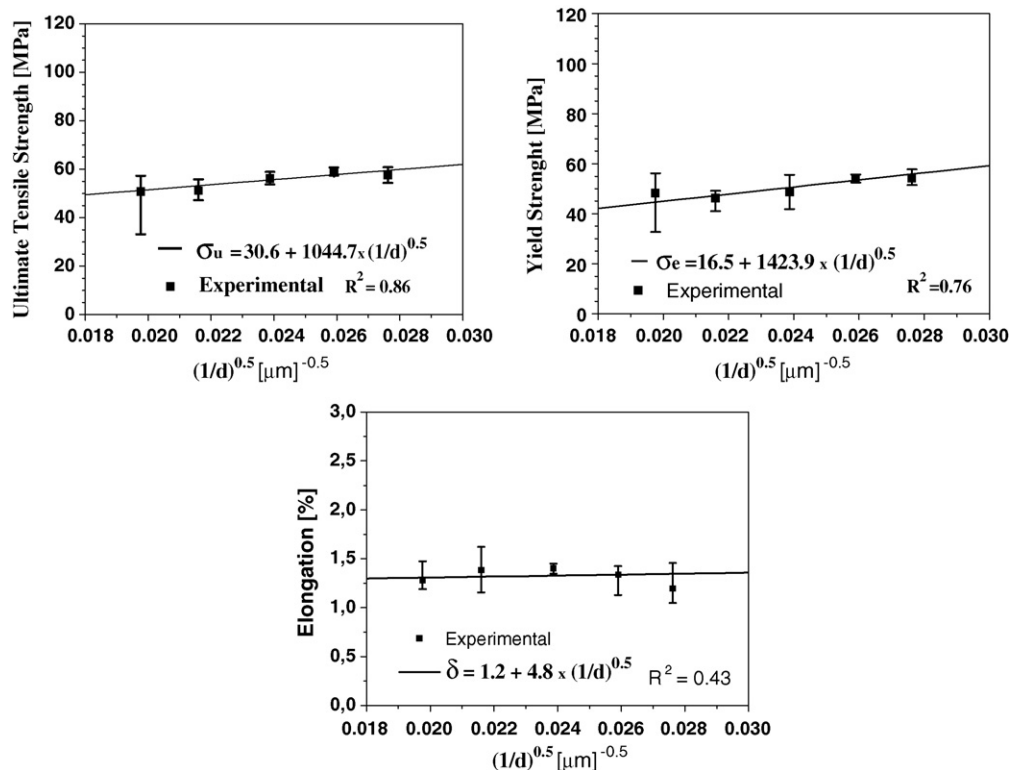 Ultimate Tensile Strength [MPa]
120
100
80
60
40
20
0
σu = 30.6 + 1044.7 x (1/d)^0.5
Experimental R^2 = 0.86
0.018 0.020 0.022 0.024 0.026 0.028 0.030
(1/d)^0.5 [μm]^-0.5
Yield Strenght [MPa]
120
100
80
60
40
20
0
σe =16.5 + 1423.9 x (1/d)^0.5
Experimental R^2 =0.76
0.018 0.020 0.022 0.024 0.026 0.028 0.030
(1/d)^0.5 [μm]^-0.5
Elongation [%]
3,0
2,5
2,0
1,5
1,0
0,5
0,0
Experimental
δ = 1.2 + 4.8 x (1/d)^0.5 R^2 = 0.43
0.018 0.020 0.022 0.024 0.026 0.028 0.030
(1/d)^0.5 [μm]^-0.5